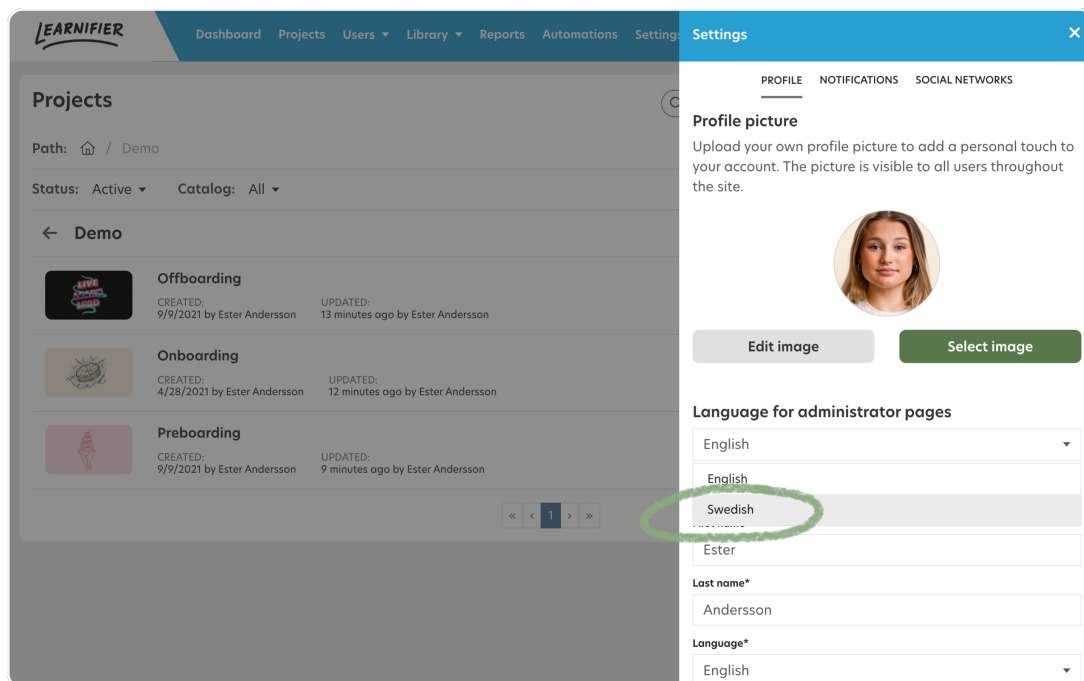 LEARNIFIER
Dashboard Projects Users Library Reports Automations Settings
Projects
Path: / Demo
Status: Active Catalog: All
Demo
LIVE
LAUGH
LERO
Offboarding
CREATED: UPDATED:
9/9/2021 by Ester Andersson 13 minutes ago by Ester Andersson
Onboarding
CREATED: UPDATED:
4/28/2021 by Ester Andersson 12 minutes ago by Ester Andersson
Preboarding
CREATED: UPDATED:
9/9/2021 by Ester Andersson 9 minutes ago by Ester Andersson
« ‹ 1 › »
Settings ×
PROFILE NOTIFICATIONS SOCIAL NETWORKS
Profile picture
Upload your own profile picture to add a personal touch to
your account. The picture is visible to all users throughout
the site.
Edit image Select image
Language for administrator pages
English
English
Swedish
Ester
Last name*
Andersson
Language*
English